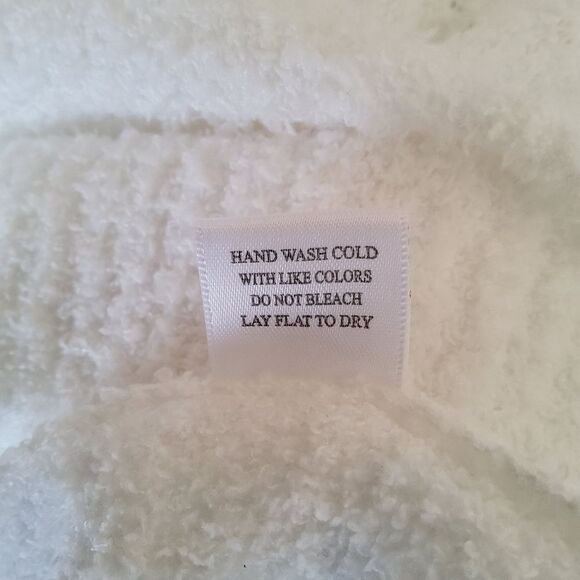 HAND WASH COLD
WITH LIKE COLORS
DO NOT BLEACH
LAY FLAT TO DRY